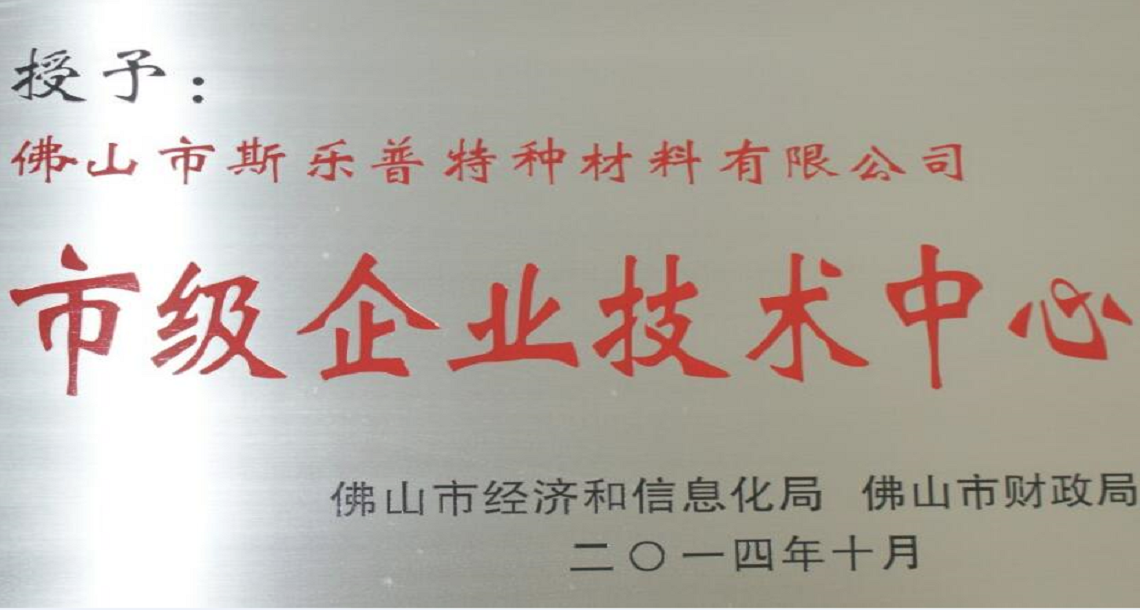 授予：
佛山市斯乐普特种材料有限公司
市级企业技术中心
佛山市经济和信息化局 佛山市财政局
二〇一四年十月